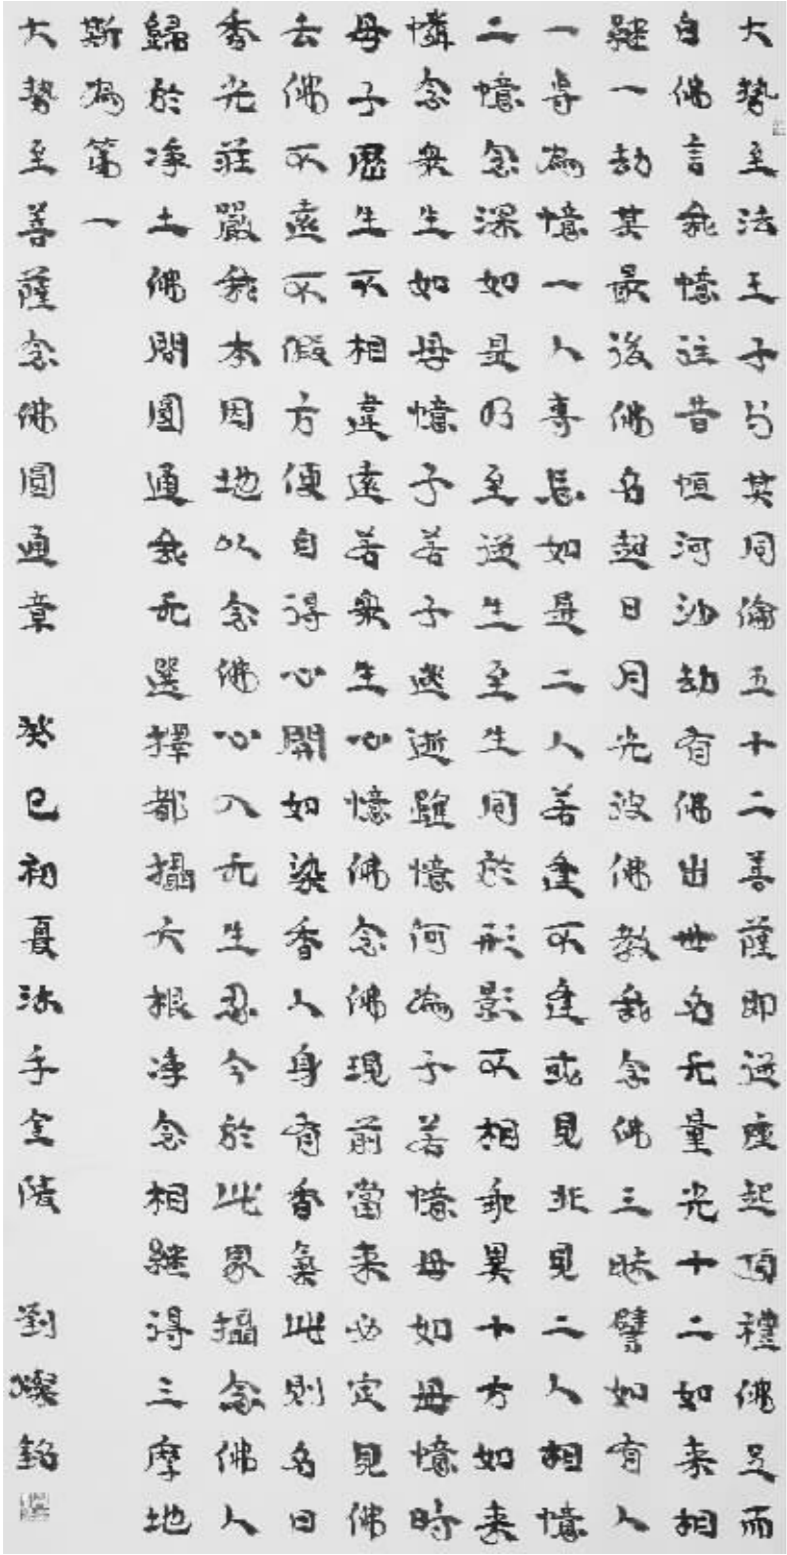 大勢至法王子与其同倫五十二菩薩即從座起頂禮佛足而
白佛言我憶往昔恒河沙劫有佛出世名无量光十二如来相
継一劫其最後佛名超日月光彼佛教我念佛三昧譬如有人
一專為憶一人專忘如是二人若逢不逢或見非見二人相憶
二憶念深如是乃至從生至生同於形影不相乖異十方如来
憐念眾生如母憶子若子逃逝雖憶何為子若憶母如母憶時
母子歷生不相違遠若眾生心憶佛念佛現前當来必定見佛
去佛不遠不假方便自得心開如染香人身有香氣此則名曰
香光莊嚴我本因地以念佛心入无生忍今於此界攝念佛人
歸於淨土佛問圓通我无選擇都攝六根淨念相継得三摩地
斯為第一
大勢至菩薩念佛圓通章 癸巳初夏沐手金陵 劉燦銘